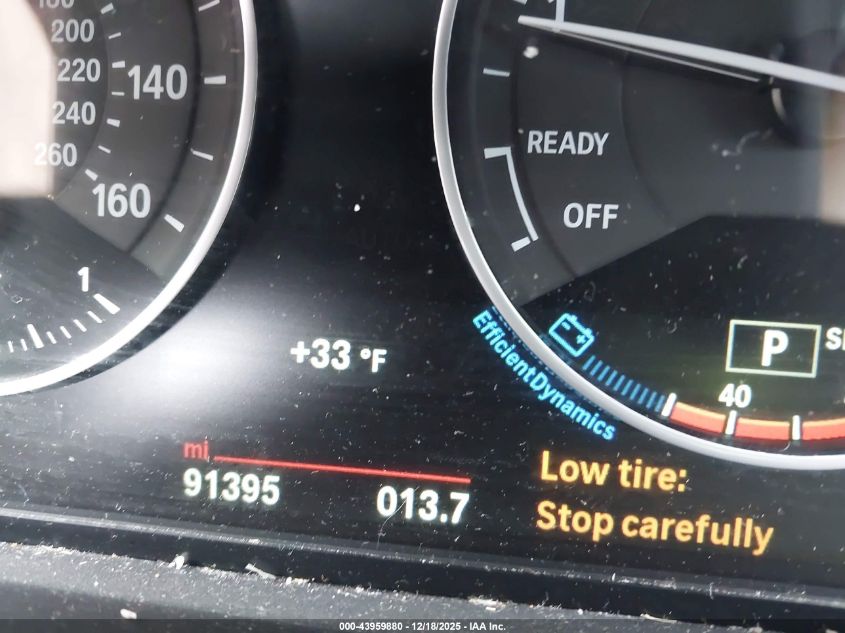 200
220
140
240
260
160
1
1
READY
OFF
+33 °F
EfficientDynamics
P
40
mi
91395
013.7
Low tire:
Stop carefully
000-43959880 - 12/18/2025 - IAA Inc.